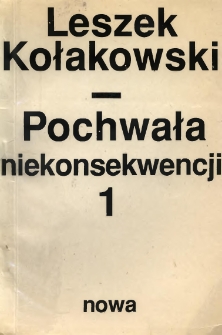 Leszek
Kołakowski
—
Pochwała
niekonsekwencji
1
nowa